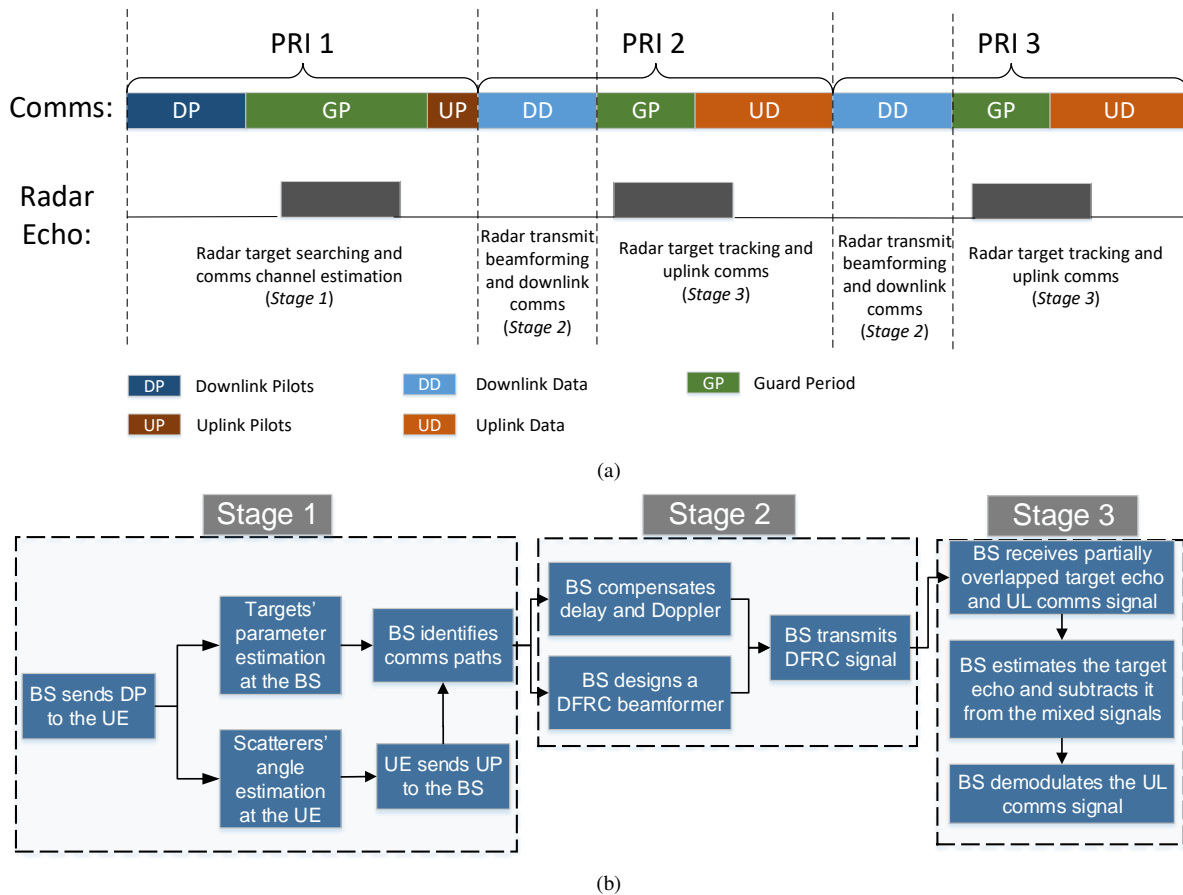 PRI 1
PRI 2
PRI 3
Comms:
DP
GP
UP
DD
GP
UD
DD
GP
UD
Radar
Echo:
Radar target searching and
comms channel estimation
(Stage 1)
Radar transmit
beamforming
and downlink
comms
(Stage 2)
Radar target tracking and
uplink comms
(Stage 3)
Radar transmit
beamforming
and downlink
comms
(Stage 2)
Radar target tracking and
uplink comms
(Stage 3)
DP Downlink Pilots
DD Downlink Data
GP Guard Period
UP Uplink Pilots
UD Uplink Data
(a)
Stage 1
BS sends DP
to the UE
Targets'
parameter
estimation
at the BS
Scatterers'
angle
estimation
at the UE
BS identifies
comms paths
UE sends UP
to the BS
Stage 2
BS compensates
delay and Doppler
BS designs a
DFRC beamformer
BS transmits
DFRC signal
Stage 3
BS receives partially
overlapped target echo
and UL comms signal
BS estimates the target
echo and subtracts it
from the mixed signals
BS demodulates the UL
comms signal
(b)